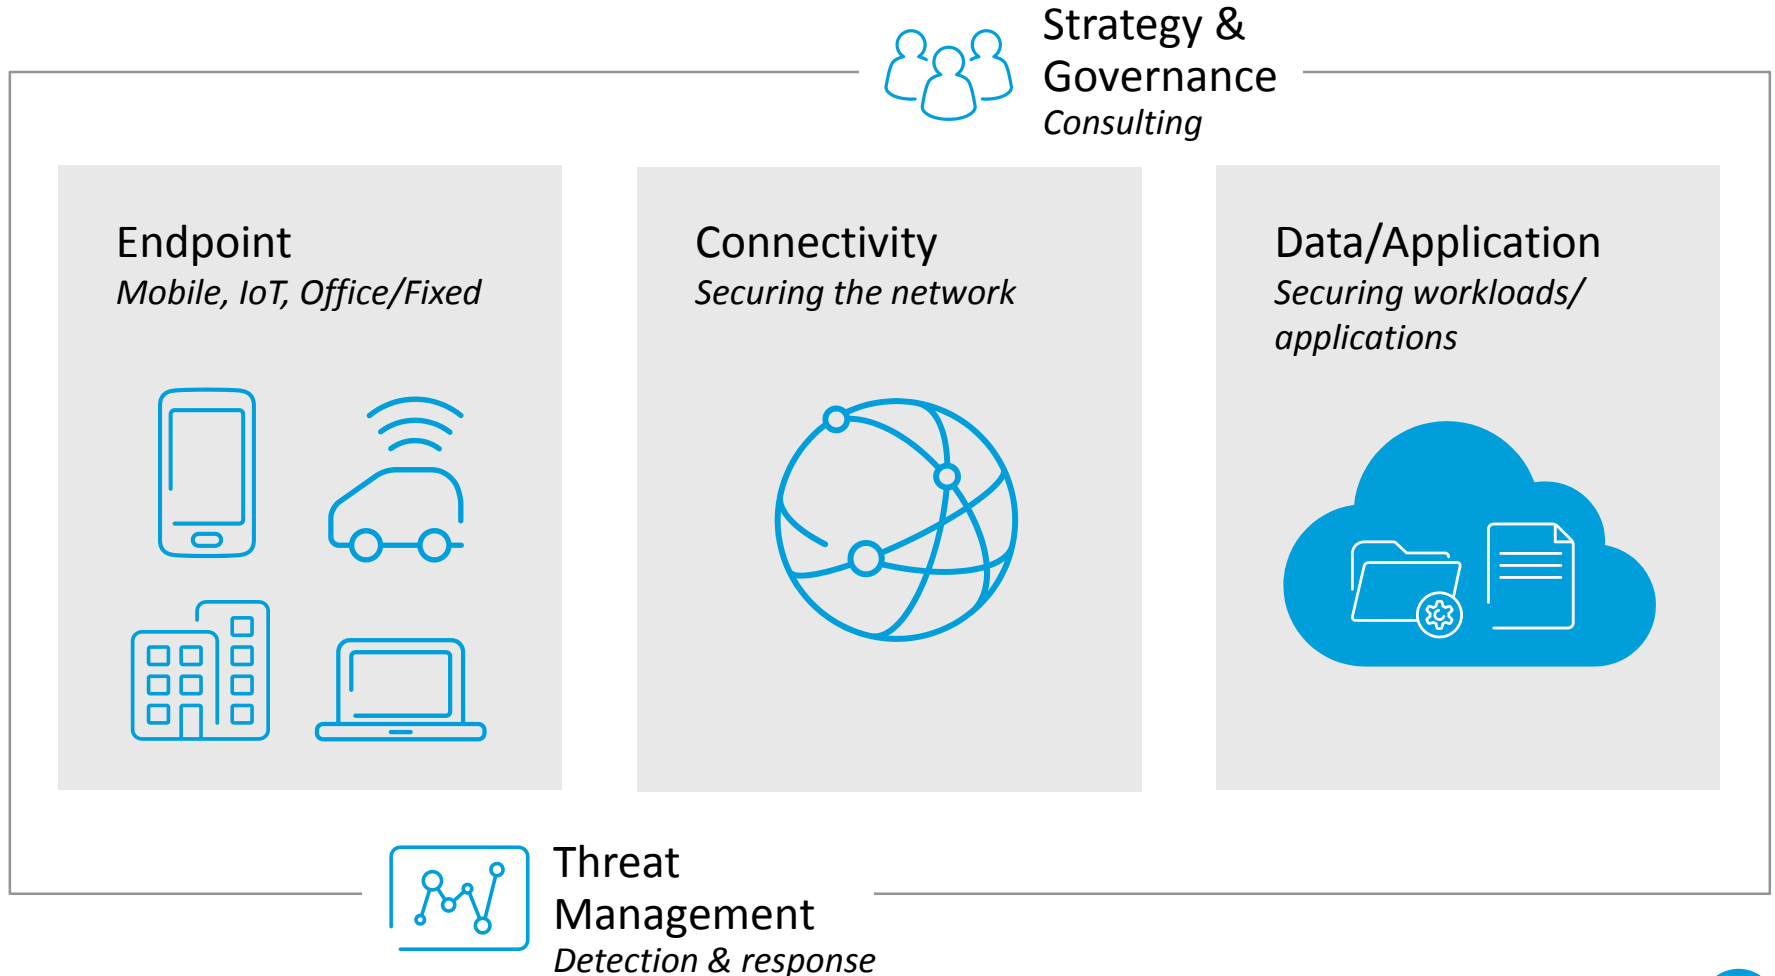 Strategy &
Governance
Consulting
Endpoint
Mobile, IoT, Office/Fixed
Connectivity
Securing the network
Data/Application
Securing workloads/
applications
Threat
Management
Detection & response